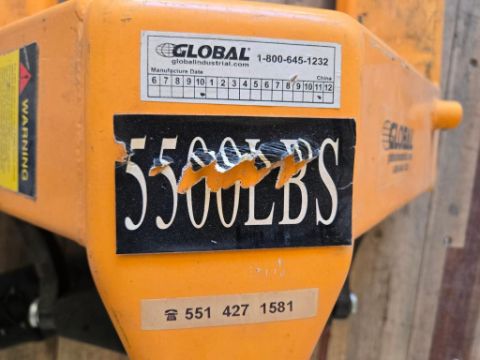 GLOBAL® 1-800-645-1232
globalindustrial.com
Manufacture Date China
6 7 8 9 10 1 2 3 4 5 6 7 8 9 10 11 12
5500LBS
☎ 551 427 1581
WARNING
GLOBAL